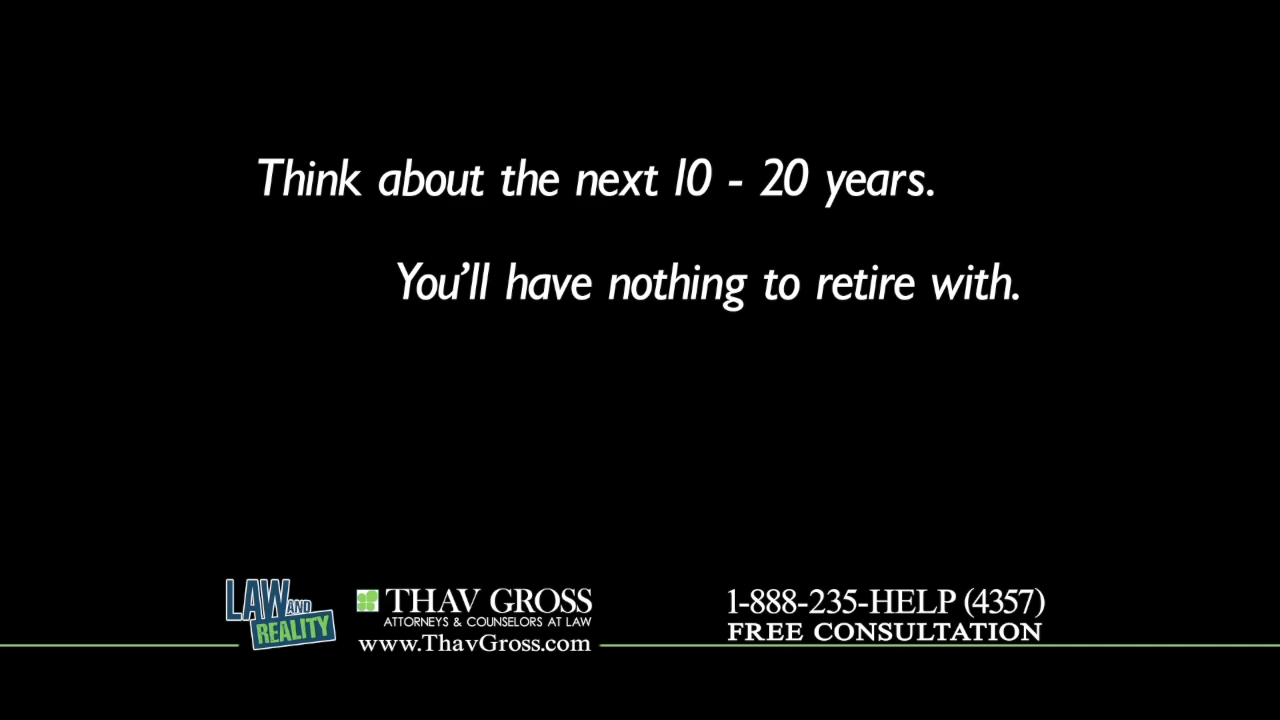 Think about the next 10 - 20 years.
You'll have nothing to retire with.
LAW AND
REALITY
THAV GROSS
ATTORNEYS & COUNSELORS AT LAW
www.ThavGross.com
1-888-235-HELP (4357)
FREE CONSULTATION